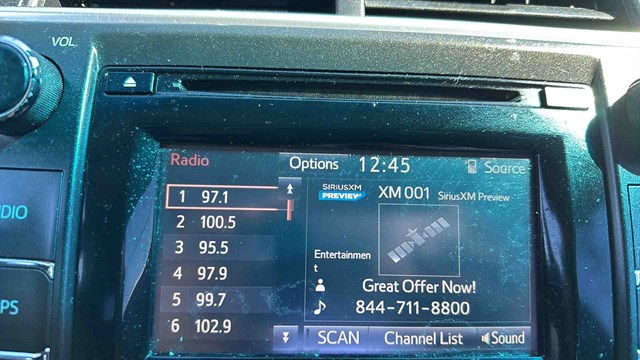 VOL.
Radio
Options
12:45
Source
1 97.1
2 100.5
3 95.5
4 97.9
5 99.7
6 102.9
SIRIUSXM
PREVIEW
XM 001
SiriusXM Preview
Entertainmen
t
Great Offer Now!
844-711-8800
SCAN
Channel List
Sound